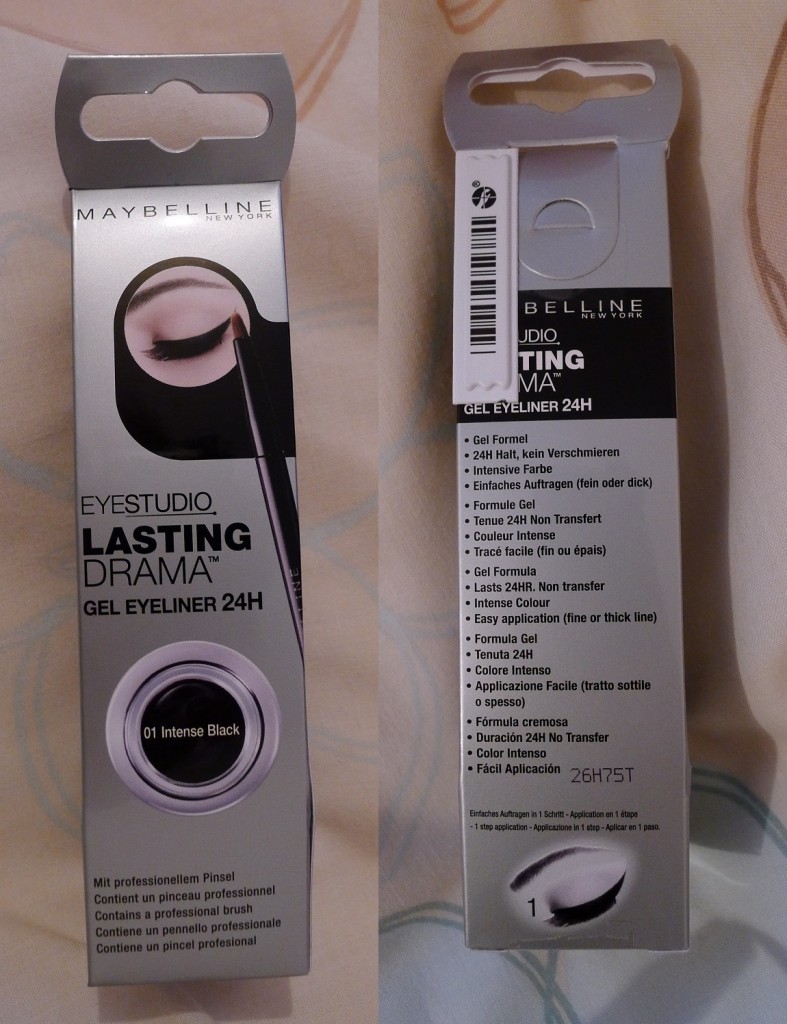 MAYBELLINE
NEW YORK
EYESTUDIO
LASTING
DRAMA™
GEL EYELINER 24H
01 Intense Black
Mit professionellem Pinsel
Contient un pinceau professionnel
Contains a professional brush
Contiene un pennello professionale
Contiene un pincel profesional
BELLINE
NEW YORK
UDIO
TING
MA™
GEL EYELINER 24H
• Gel Formel
• 24H Halt, kein Verschmieren
• Intensive Farbe
• Einfaches Auftragen (fein oder dick)
• Formule Gel
• Tenue 24H Non Transfert
• Couleur Intense
• Tracé facile (fin ou épais)
• Gel Formula
• Lasts 24HR. Non transfer
• Intense Colour
• Easy application (fine or thick line)
• Formula Gel
• Tenuta 24H
• Colore Intenso
• Applicazione Facile (tratto sottile
o spesso)
• Fórmula cremosa
• Duración 24H No Transfer
• Color Intenso
• Fácil Aplicación
26H75T
Einfaches Auftragen in 1 Schritt - Application en 1 étape
- 1 step application - Applicazione in 1 step - Aplicar en 1 paso.
1